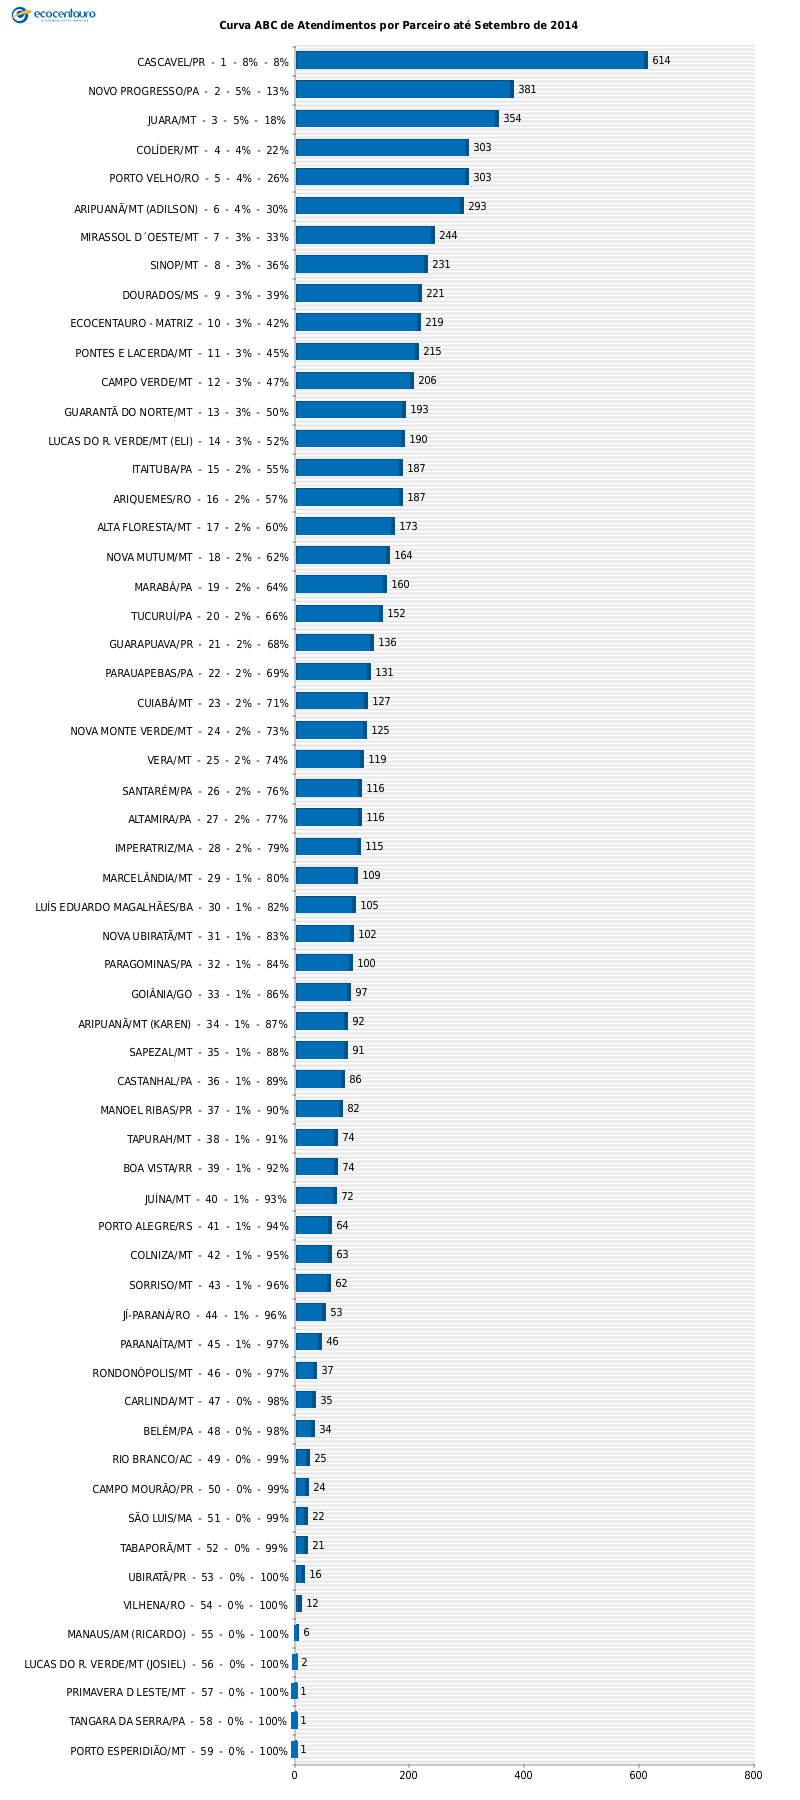 ecocentauro
Curva ABC de Atendimentos por Parceiro até Setembro de 2014
CASCAVEL/PR - 1 - 8% - 8% 614
NOVO PROGRESSO/PA - 2 - 5% - 13% 381
JUARA/MT - 3 - 5% - 18% 354
COLÍDER/MT - 4 - 4% - 22% 303
PORTO VELHO/RO - 5 - 4% - 26% 303
ARIPUANÃ/MT (ADILSON) - 6 - 4% - 30% 293
MIRASSOL D´OESTE/MT - 7 - 3% - 33% 244
SINOP/MT - 8 - 3% - 36% 231
DOURADOS/MS - 9 - 3% - 39% 221
ECOCENTAURO - MATRIZ - 10 - 3% - 42% 219
PONTES E LACERDA/MT - 11 - 3% - 45% 215
CAMPO VERDE/MT - 12 - 3% - 47% 206
GUARANTÃ DO NORTE/MT - 13 - 3% - 50% 193
LUCAS DO R. VERDE/MT (ELI) - 14 - 3% - 52% 190
ITAITUBA/PA - 15 - 2% - 55% 187
ARIQUEMES/RO - 16 - 2% - 57% 187
ALTA FLORESTA/MT - 17 - 2% - 60% 173
NOVA MUTUM/MT - 18 - 2% - 62% 164
MARABÁ/PA - 19 - 2% - 64% 160
TUCURUÍ/PA - 20 - 2% - 66% 152
GUARAPUAVA/PR - 21 - 2% - 68% 136
PARAUAPEBAS/PA - 22 - 2% - 69% 131
CUIABÁ/MT - 23 - 2% - 71% 127
NOVA MONTE VERDE/MT - 24 - 2% - 73% 125
VERA/MT - 25 - 2% - 74% 119
SANTARÉM/PA - 26 - 2% - 76% 116
ALTAMIRA/PA - 27 - 2% - 77% 116
IMPERATRIZ/MA - 28 - 2% - 79% 115
MARCELÂNDIA/MT - 29 - 1% - 80% 109
LUÍS EDUARDO MAGALHÃES/BA - 30 - 1% - 82% 105
NOVA UBIRATÃ/MT - 31 - 1% - 83% 102
PARAGOMINAS/PA - 32 - 1% - 84% 100
GOIÂNIA/GO - 33 - 1% - 86% 97
ARIPUANÃ/MT (KAREN) - 34 - 1% - 87% 92
SAPEZAL/MT - 35 - 1% - 88% 91
CASTANHAL/PA - 36 - 1% - 89% 86
MANOEL RIBAS/PR - 37 - 1% - 90% 82
TAPURAH/MT - 38 - 1% - 91% 74
BOA VISTA/RR - 39 - 1% - 92% 74
JUÍNA/MT - 40 - 1% - 93% 72
PORTO ALEGRE/RS - 41 - 1% - 94% 64
COLNIZA/MT - 42 - 1% - 95% 63
SORRISO/MT - 43 - 1% - 96% 62
JÍ-PARANÁ/RO - 44 - 1% - 96% 53
PARANAÍTA/MT - 45 - 1% - 97% 46
RONDONÓPOLIS/MT - 46 - 0% - 97% 37
CARLINDA/MT - 47 - 0% - 98% 35
BELÉM/PA - 48 - 0% - 98% 34
RIO BRANCO/AC - 49 - 0% - 99% 25
CAMPO MOURÃO/PR - 50 - 0% - 99% 24
SÃO LUIS/MA - 51 - 0% - 99% 22
TABAPORÃ/MT - 52 - 0% - 99% 21
UBIRATÃ/PR - 53 - 0% - 100% 16
VILHENA/RO - 54 - 0% - 100% 12
MANAUS/AM (RICARDO) - 55 - 0% - 100% 6
LUCAS DO R. VERDE/MT (JOSIEL) - 56 - 0% - 100% 2
PRIMAVERA D LESTE/MT - 57 - 0% - 100% 1
TANGARA DA SERRA/PA - 58 - 0% - 100% 1
PORTO ESPERIDIÃO/MT - 59 - 0% - 100% 1
0 200 400 600 800